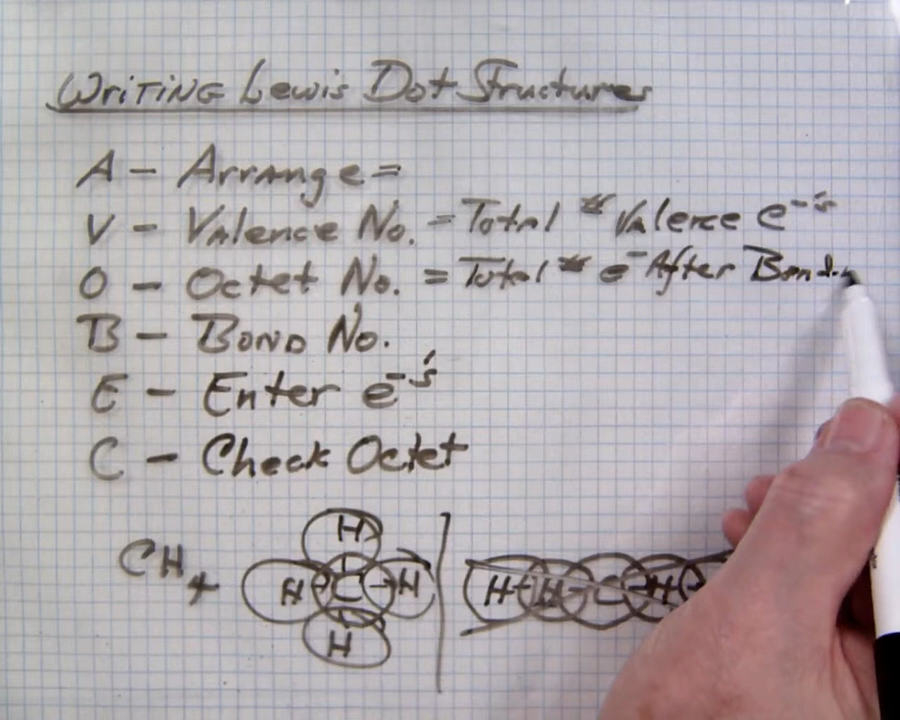 Writing Lewis Dot Structures
A - Arrange =
V - Valence No. = Total # Valence e⁻'s
O - Octet No. = Total # e⁻ After
B - Bond No.
E - Enter e⁻'s
C - Check Octet
H
CH4 H-C-H H-H-C-H
H